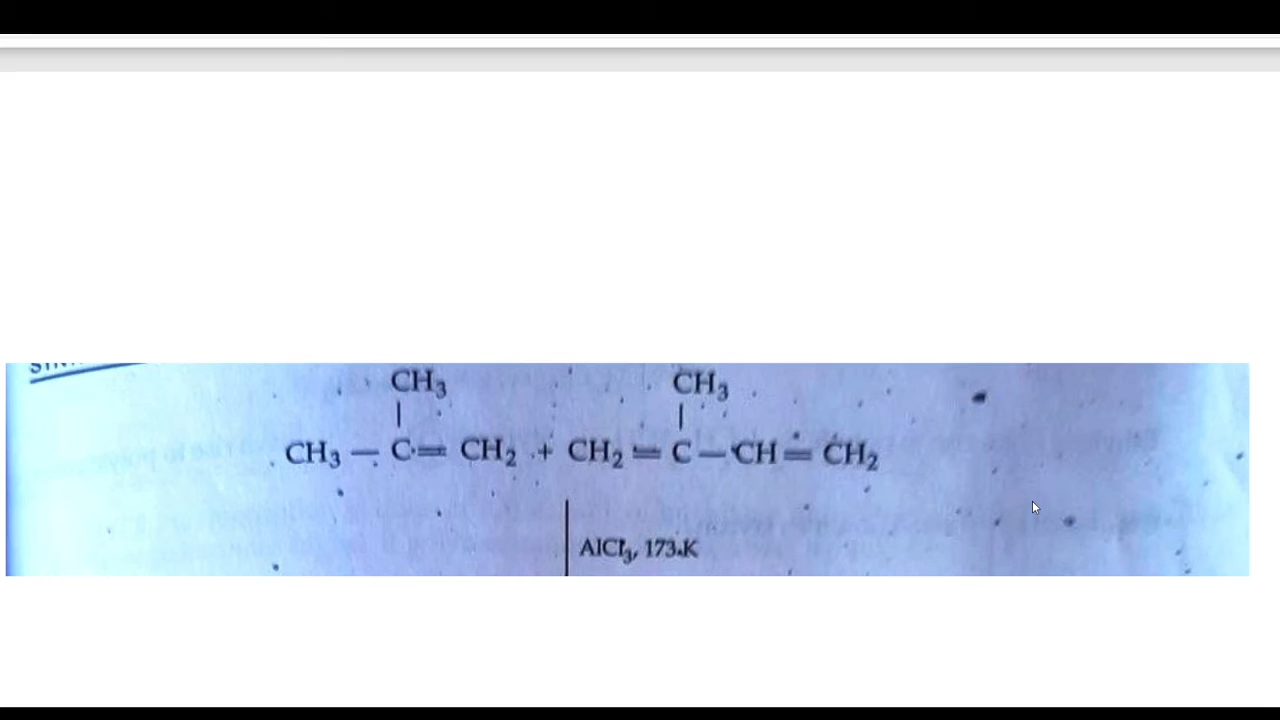 CH₃ CH₃
| |
CH₃ — C = CH₂ + CH₂ = C — CH = CH₂
AlCl₃, 173 K